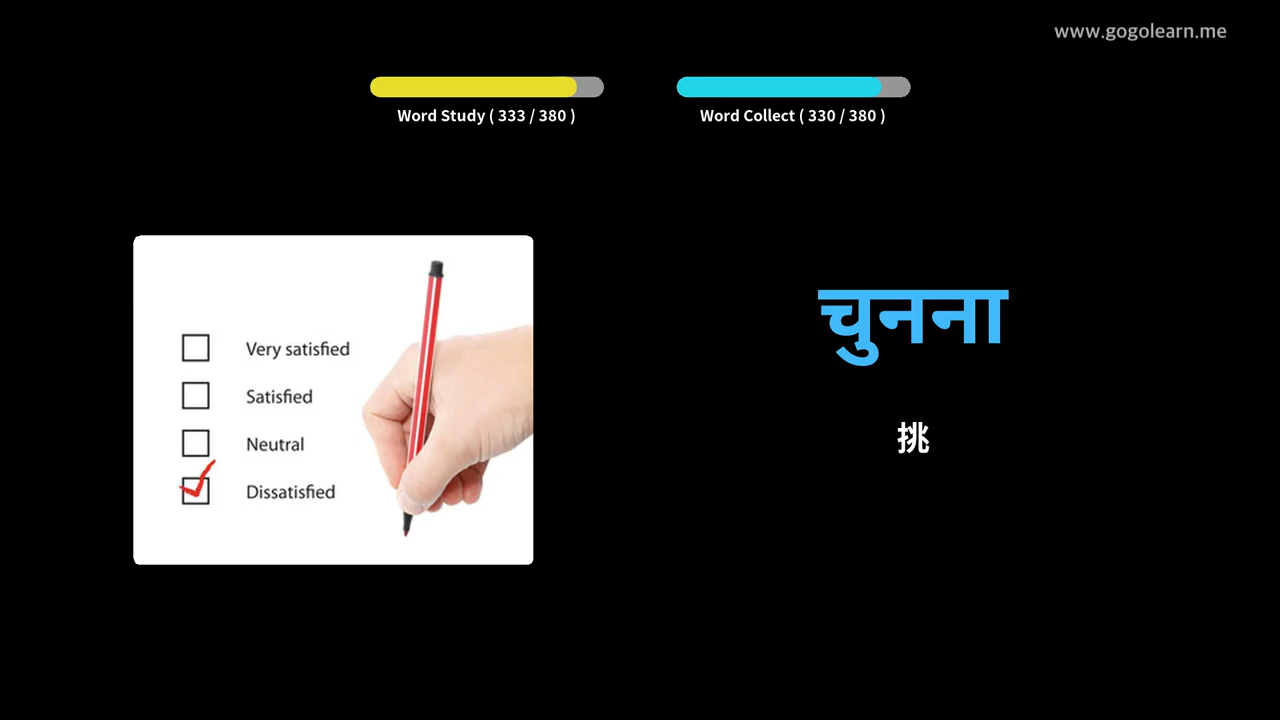 www.gogolearn.me
Word Study ( 333 / 380 )
Word Collect ( 330 / 380 )
Very satisfied
Satisfied
Neutral
Dissatisfied
चुनना
挑